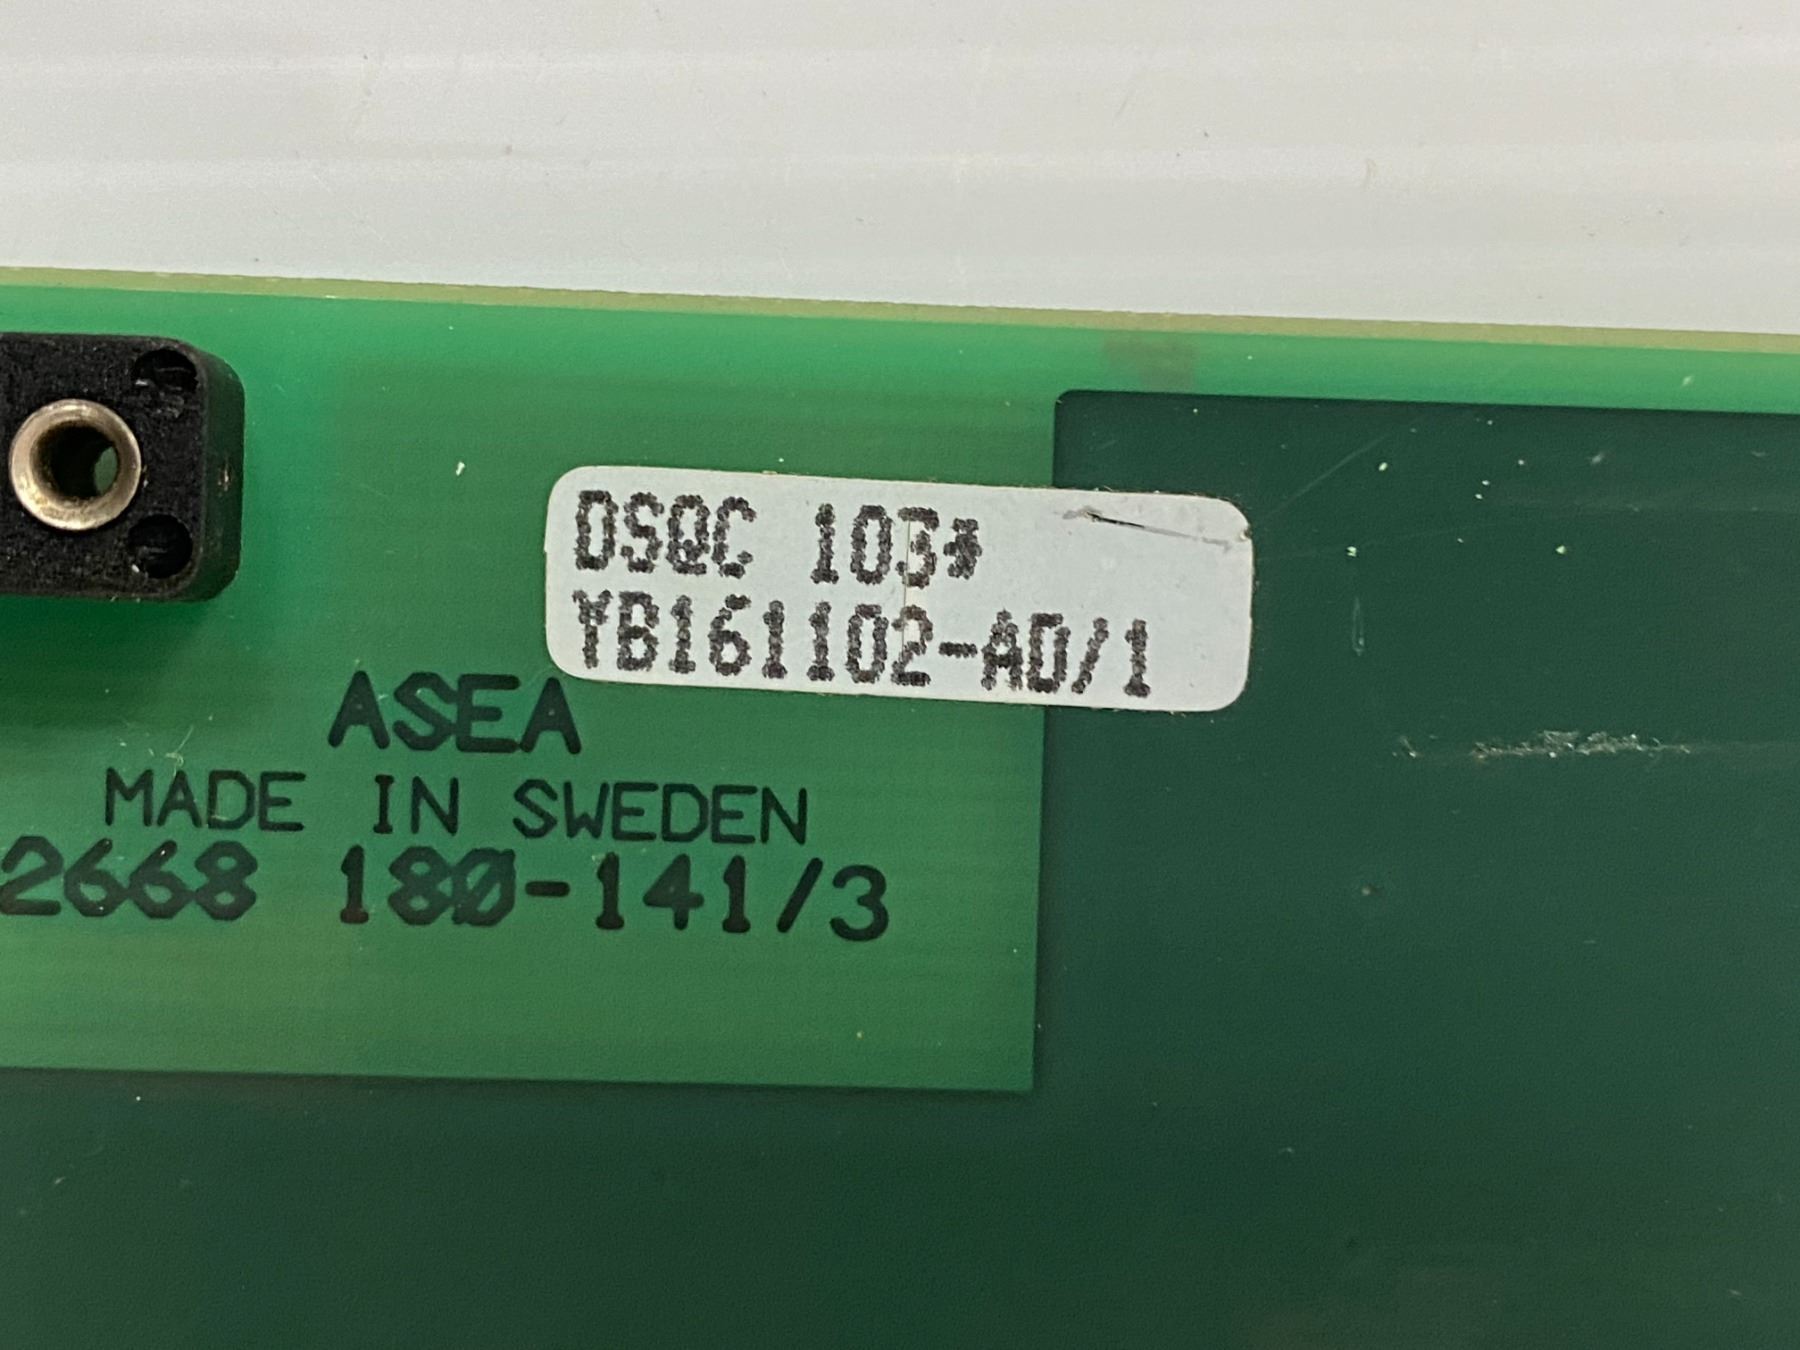 DSQC 103*
YB161102-AD/1
ASEA
MADE IN SWEDEN
2668 180-141/3